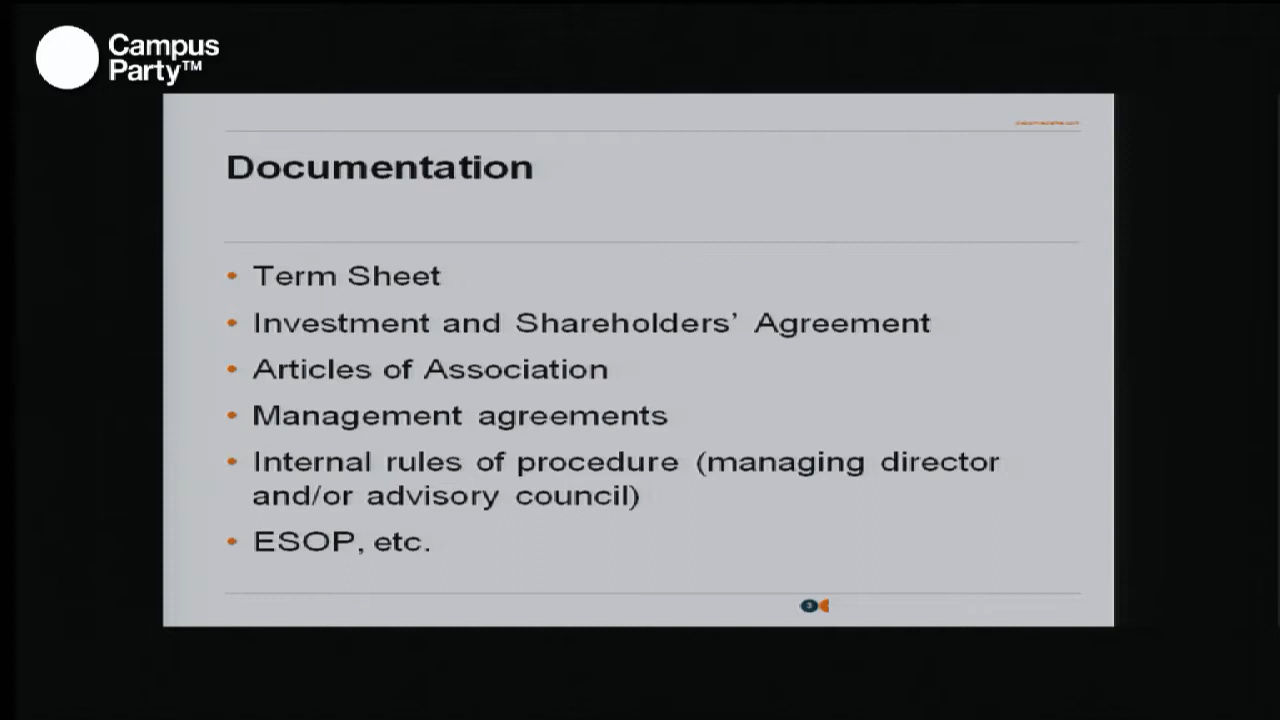 Campus
Party™
Documentation
• Term Sheet
• Investment and Shareholders’ Agreement
• Articles of Association
• Management agreements
• Internal rules of procedure (managing director
and/or advisory council)
• ESOP, etc.
3